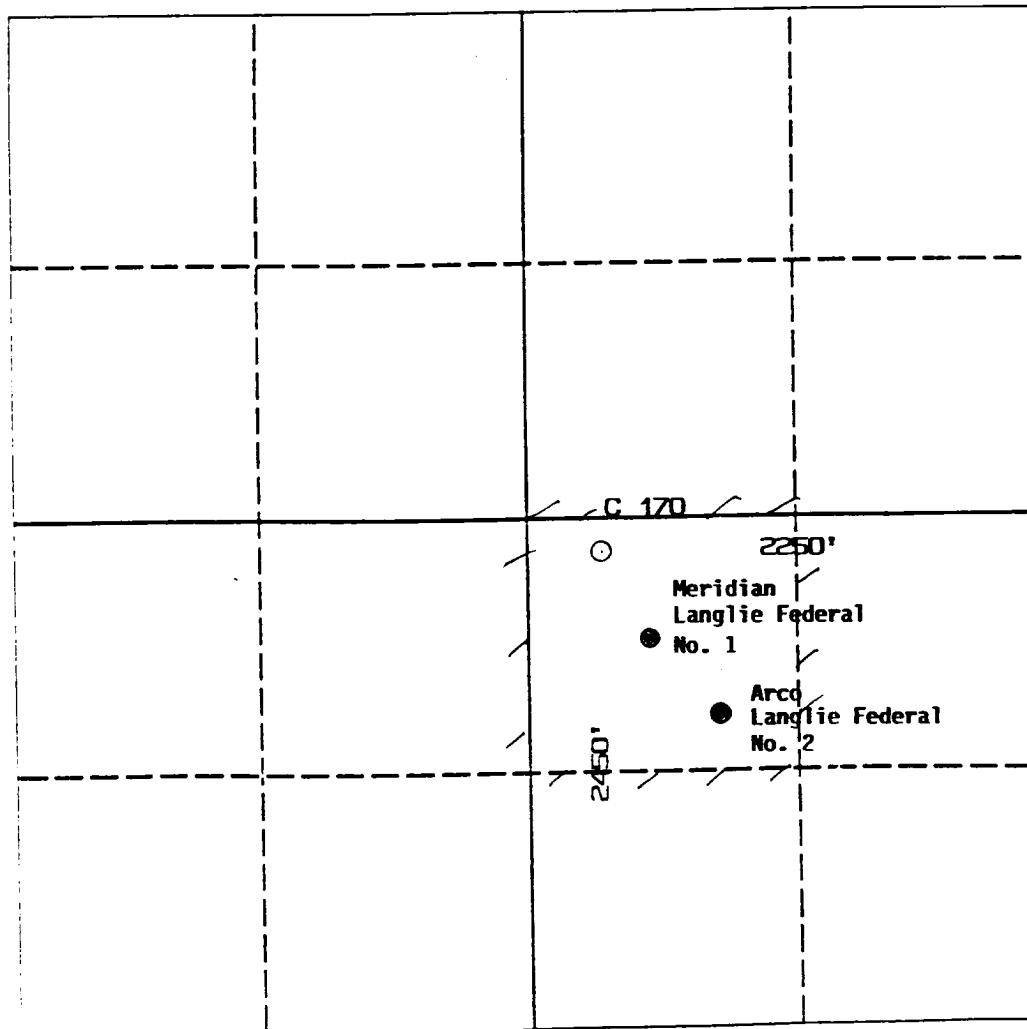 C 170
2250'
Meridian
Langlie Federal
No. 1
Arco
Langlie Federal
No. 2
2450'